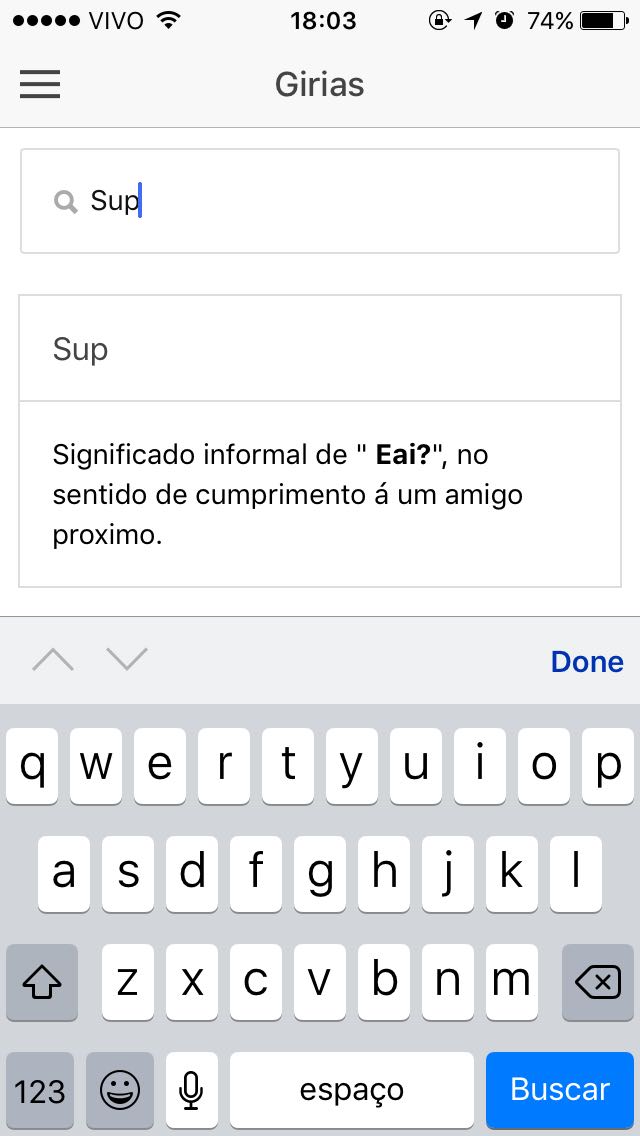 VIVO 18:03 74%
Girias
Sup
Sup
Significado informal de " Eai?", no
sentido de cumprimento á um amigo
proximo.
Done
q w e r t y u i o p
a s d f g h j k l
z x c v b n m
123 espaço Buscar